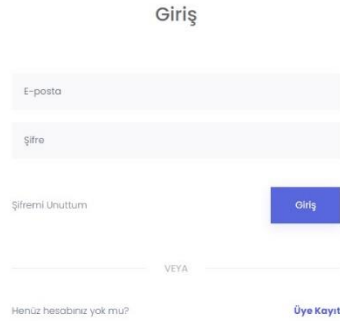 Giriş
E-posta
Şifre
Şifremi Unuttum
Giriş
VEYA
Henüz hesabınız yok mu?
Üye Kayıt